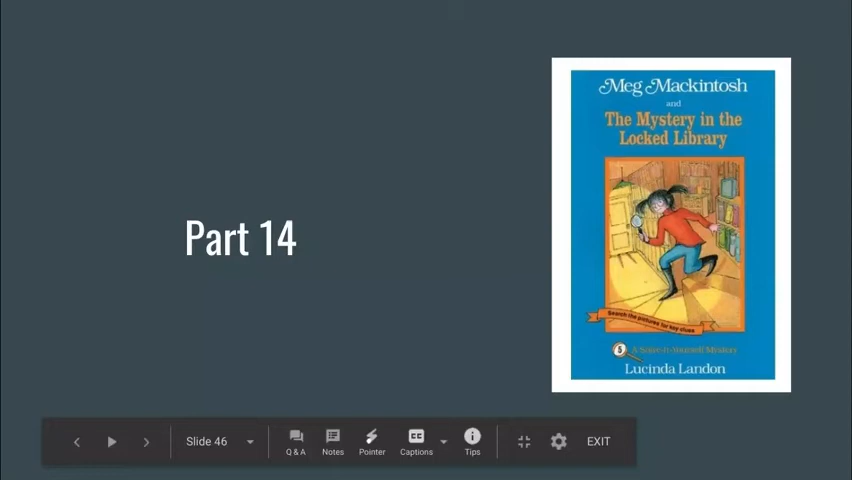 Part 14
Meg Mackintosh
and
The Mystery in the
Locked Library
Search the pictures for key clues
5
A Solve-It-Yourself Mystery
Lucinda Landon
Slide 46
Q & A
Notes
Pointer
CC
Captions
Tips
EXIT